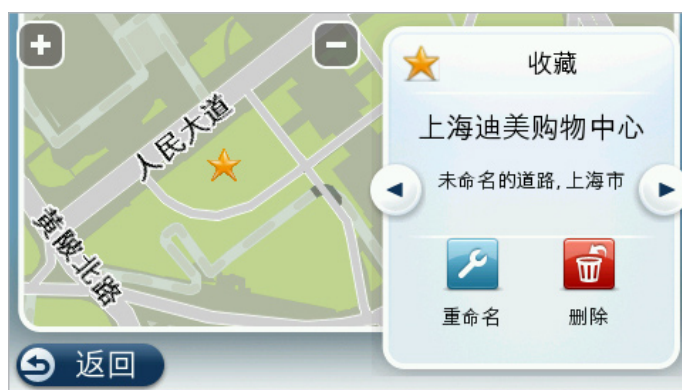 人民大道
黄陂北路
收藏
上海迪美购物中心
未命名的道路,上海市
重命名
删除
返回